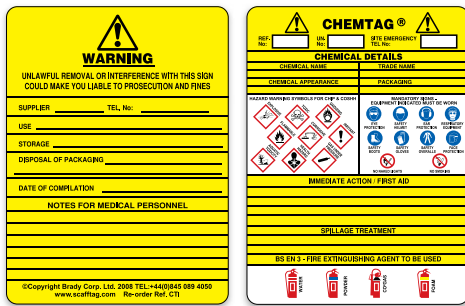 WARNING
UNLAWFUL REMOVAL OR INTERFERENCE WITH THIS SIGN
COULD MAKE YOU LIABLE TO PROSECUTION AND FINES
SUPPLIER TEL, No:
USE
STORAGE
DISPOSAL OF PACKAGING
DATE OF COMPILATION
NOTES FOR MEDICAL PERSONNEL
©Copyright Brady Corp. Ltd. 2008 TEL:+44(0)845 089 4050
www.scafftag.com Re-order Ref. CTI
CHEMTAG ®
REF- No: UN- No: SITE EMERGENCY TEL No:
CHEMICAL DETAILS
CHEMICAL NAME TRADE NAME
CHEMICAL APPEARANCE PACKAGING
HAZARD WARNING SYMBOLS FOR CHIP & COSHH
MANDATORY SIGNS -
EQUIPMENT INDICATED MUST BE WORN
EYE PROTECTION SAFETY HELMET EAR PROTECTION RESPIRATORY EQUIPMENT
SAFETY BOOTS SAFETY GLOVES SAFETY OVERALLS FACE PROTECTION
NO NAKED LIGHTS NO SMOKING
IMMEDIATE ACTION / FIRST AID
SPILLAGE TREATMENT
BS EN 3 - FIRE EXTINGUISHING AGENT TO BE USED
WATER POWDER CO²GAS FOAM